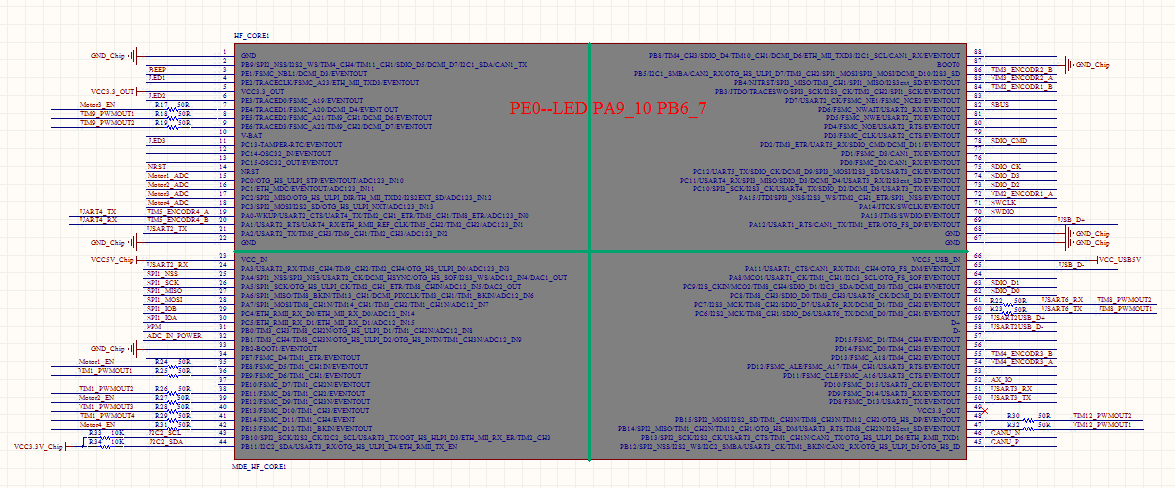 HF_CORE1
GND_Chip 1 GND
2 PB9/SPI2_NSS/I2S2_WS/TIM4_CH4/TIM11_CH1/SDIO_D5/DCMI_D7/I2C1_SDA/CAN1_TX
BEEP 3 PE1/FSMC_NBL1/DCMI_D3/EVENTOUT
LED1 4 PE2/TRACECLK/FSMC_A23/ETH_MII_TXD3/EVENTOUT
VCC3.3_OUT 5 VCC3.3_OUT
LED2 6 PE3/TRACED0/FSMC_A19/EVENTOUT
Motor3_EN R17 50R 7 PE4/TRACED1/FSMC_A20/DCMI_D4/EVENT OUT
TIM9_PWMOUT1 R18 50R 8 PE5/TRACED2/FSMC_A21/TIM9_CH1/DCMI_D6/EVENTOUT
TIM9_PWMOUT2 R19 50R 9 PE6/TRACED3/FSMC_A22/TIM9_CH2/DCMI_D7/EVENTOUT
10 V-BAT
LED3 11 PC13-TAMPER-RTC/EVENTOUT
12 PC14-OSC32_IN/EVENTOUT
13 PC15-OSC32_OUT/EVENTOUT
NRST 14 NRST
Motor1_ADC 15 PC0/OTG_HS_ULPI_STP/EVENTOUT/ADC123_IN10
Motor2_ADC 16 PC1/ETH_MDC/EVENTOUT/ADC123_IN11
Motor3_ADC 17 PC2/SPI2_MISO/OTG_HS_ULPI_DIR/TH_MII_TXD2/I2S2EXT_SD/ADC123_IN12
Motor4_ADC 18 PC3/SPI2_MOSI/I2S2_SD/OTG_HS_ULPI_NXT/ADC123_IN13
UART4_TX TIM5_ENCODR4_A 19 PA0-WKUP/USART2_CTS/UART4_TX/TIM2_CH1_ETR/TIM5_CH1/TIM8_ETR/ADC123_IN0
UART4_RX TIM5_ENCODR4_B 20 PA1/USART2_RTS/UART4_RX/ETH_RMII_REF_CLK/TIM5_CH2/TIM2_CH2/ADC123_IN1
USART2_TX 21 PA2/USART2_TX/TIM5_CH3/TIM9_CH1/TIM2_CH3/ADC123_IN2
GND_Chip 22 GND
VCC5V_Chip 23 VCC_IN
USART2_RX 24 PA3/USART2_RX/TIM5_CH4/TIM9_CH2/TIM2_CH4/OTG_HS_ULPI_D0/ADC123_IN3
SPI1_NSS 25 PA4/SPI1_NSS/SPI3_NSS/USART2_CK/DCMI_HSYNC/OTG_HS_SOF/I2S3_WS/ADC12_IN4/DAC1_OUT
SPI1_SCK 26 PA5/SPI1_SCK/OTG_HS_ULPI_CK/TIM2_CH1_ETR/TIM8_CHIN/ADC12_IN5/DAC2_OUT
SPI1_MISO 27 PA6/SPI1_MISO/TIM8_BKIN/TIM13_CH1/DCMI_PIXCLK/TIM3_CH1/TIM1_BKIN/ADC12_IN6
SPI1_MOSI 28 PA7/SPI1_MOSI/TIM8_CH1N/TIM14_CH1/TIM3_CH2/TIM1_CH1N/ADC12_IN7
SPI1_IOB 29 PC4/ETH_RMII_RX_D0/ETH_MII_RX_D0/ADC12_IN14
SPI1_IOA 30 PC5/ETH_RMII_RX_D1/ETH_MII_RX_D1/ADC12_IN15
PPM 31 PB0/TIM3_CH3/TIM8_CH2N/OTG_HS_ULPI_D1/TIM1_CH2N/ADC12_IN8
ADC_IN_POWER 32 PB1/TIM3_CH4/TIM8_CH3N/OTG_HS_ULPI_D2/OTG_HS_INTN/TIM1_CH3N/ADC12_IN9
GND_Chip 33 PB2-BOOT1/EVENTOUT
34 PE7/FSMC_D4/TIM1_ETR/EVENTOUT
Motor1_EN R24 50R 35 PE8/FSMC_D5/TIM1_CH1N/EVENTOUT
TIM1_PWMOUT1 R25 50R 36 PE9/FSMC_D6/TIM1_CH1/EVENTOUT
37 PE10/FSMC_D7/TIM1_CH2N/EVENTOUT
TIM1_PWMOUT2 R26 50R 38 PE11/FSMC_D8/TIM1_CH2/EVENTOUT
Motor2_EN R27 50R 39 PE12/FSMC_D9/TIM1_CH3N/EVENTOUT
TIM1_PWMOUT3 R28 50R 40 PE13/FSMC_D10/TIM1_CH3/EVENTOUT
TIM1_PWMOUT4 R29 50R 41 PE14/FSMC_D11/TIM1_CH4/EVENT
Motor4_EN R31 50R 42 PE15/FSMC_D12/TIM1_BKIN/EVENTOUT
R33 10K I2C2_SCL 43 PB10/SPI2_SCK/I2S2_CK/I2C2_SCL/USART3_TX/OGT_HS_HLPI_D3/ETH_MII_RX_ER/TIM2_CH3
VCC3.3V_Chip R34 10K I2C2_SDA 44 PB11/I2C2_SDA/USART3_RX/OTG_HS_ULPI_D4/ETH_RMII_TX_EN
MDE_HF_CORE1
PE0--LED PA9_10 PB6_7
PB8/TIM4_CH3/SDIO_D4/TIM10_CH1/DCMI_D6/ETH_MII_TXD3/I2C1_SCL/CAN1_RX/EVENTOUT 88
BOOT0 87 GND_Chip
PB5/I2C1_SMBA/CAN2_RX/OTG_HS_ULPI_D7/TIM3_CH2/SPI1_MOSI/SPI3_MOSI/DCMI_D10/I2S3_SD 86 TIM3_ENCODR2_B
PB4/NJTRST/SPI3_MISO/TIM3_CH1/SPI1_MISO/I2S3ext_SD/EVENTOUT 85 TIM3_ENCODR2_A
PB3/JTDO/TRACESWO/SPI3_SCK/I2S3_CK/TIM2_CH2/SPI1_SCK/EVENTOUT 84 TIM2_ENCODR1_B
PD7/USART2_CK/FSMC_NE1/FSMC_NCE2/EVENTOUT 83
PD6/FSMC_NWAIT/USART2_RX/EVENTOUT 82 SBUS
PD5/FSMC_NWE/USART2_TX/EVENTOUT 81
PD4/FSMC_NOE/USART2_RTS/EVENTOUT 80
PD3/FSMC_CLK/USART2_CTS/EVENTOUT 79
PD2/TIM3_ETR/UART5_RX/SDIO_CMD/DCMI_D11/EVENTOUT 78 SDIO_CMD
PD1/FSMC_D3/CAN1_TX/EVENTOUT 77
PD0/FSMC_D2/CAN1_RX/EVENTOUT 76
PC12/UART5_TX/SDIO_CK/DCMI_D9/SPI3_MOSI/I2S3_SD/USART3_CK/EVENTOUT 75 SDIO_CK
PC11/USART4_RX/SPI3_MISO/SDIO_D3/DCMI_D4/USART3_RX/I2S3ext_SD/EVENTOUT 74 SDIO_D3
PC10/SPI3_SCK/I2S3_CK/UART4_TX/SDIO_D2/DCMI_D8/USART3_TX/EVENTOUT 73 SDIO_D2
PA15/JTDI/SPI3_NSS/I2S3_WS/TIM2_CH1_ETR/SPI1_NSS/EVENTOUT 72 TIM2_ENCODR1_A
PA14/JTCK/SWCLK/EVENTOUT 71 SWCLK
PA13/JTMS/SWDIO/EVENTOUT 70 SWDIO
PA12/USART1_RTS/CAN1_TX/TIM1_ETR/OTG_FS_DP/EVENTOUT 69 USB_D+
GND 68 GND_Chip
GND 67 GND_Chip
VCC5_USB_IN 66 VCC_USB5V
PA11/USART1_CTS/CAN1_RX/TIM1_CH4/OTG_FS_DM/EVENTOUT 65 USB_D-
PA8/MCO1/USART1_CK/TIM1_CH1/I2C3_SCL/OTG_FS_SOF/EVENTOUT 64
PC9/I2S_CKIN/MCO2/TIM8_CH4/SDIO_D1/I2C3_SDA/DCMI_D3/TIM3_CH4/EVENTOUT 63 SDIO_D1
PC8/TIM8_CH3/SDIO_D0/TIM3_CH3/USART6_CK/DCMI_D2/EVENTOUT 62 SDIO_D0
PC7/I2S3_MCK/TIM8_CH2/SDIO_D7/USART6_RX/DCMI_D1/TIM3_CH2/EVENTOUT 61 R22 50R USART6_RX TIM8_PWMOUT2
PC6/I2S2_MCK/TIM8_CH1/SDIO_D6/USART6_TX/DCMI_D0/TIM3_CH1/EVENTOUT 60 R23 50R USART6_TX TIM8_PWMOUT1
D+ 59 USART2USB_D+
D- 58 USART2USB_D-
PD15/FSMC_D1/TIM4_CH4/EVENTOUT 57
PD14/FSMC_D0/TIM4_CH3/EVENTOUT 56
PD13/FSMC_A18/TIM4_CH2/EVENTOUT 55 TIM4_ENCODR3_B
PD12/FSMC_ALE/FSMC_A17/TIM4_CH1/USART3_RTS/EVENTOUT 54 TIM4_ENCODR3_A
PD11/FSMC_CLE/FSMC_A16/USART3_CTS/EVENTOUT 53
PD10/FSMC_D15/USART3_CK/EVENTOUT 52 AX_IO
PD9/FSMC_D14/USART3_RX/EVENTOUT 51 USART3_RX
PD8/FSMC_D13/USART3_TX/EVENTOUT 50 USART3_TX
VCC3.3_OUT 49
PB15/SPI2_MOSI/I2S2_SD/TIM1_CH3N/TIM8_CH3N/TIM12_CH2/OTG_HS_DP/EVENTOUT 48 R30 50R TIM12_PWMOUT2
PB14/SPI2_MISO/TIM1_CH2N/TIM12_CH1/OTG_HS_DM/USART3_RTS/TIM8_CH2N/I2S2ext_SD/EVENTOUT 47 R32 50R TIM12_PWMOUT1
PB13/SPI2_SCK/I2S2_CK/USART3_CTS/TIM1_CH1N/CAN2_TX/OTG_HS_ULPI_D6/ETH_RMII_TXD1 46 CANU_N
PB12/SPI2_NSS/I2S2_WS/I2C2_SMBA/USART3_CK/TIM1_BKIN/CAN2_RX/OTG_HS_ULPI_D5/OTG_HS_ID 45 CANU_P